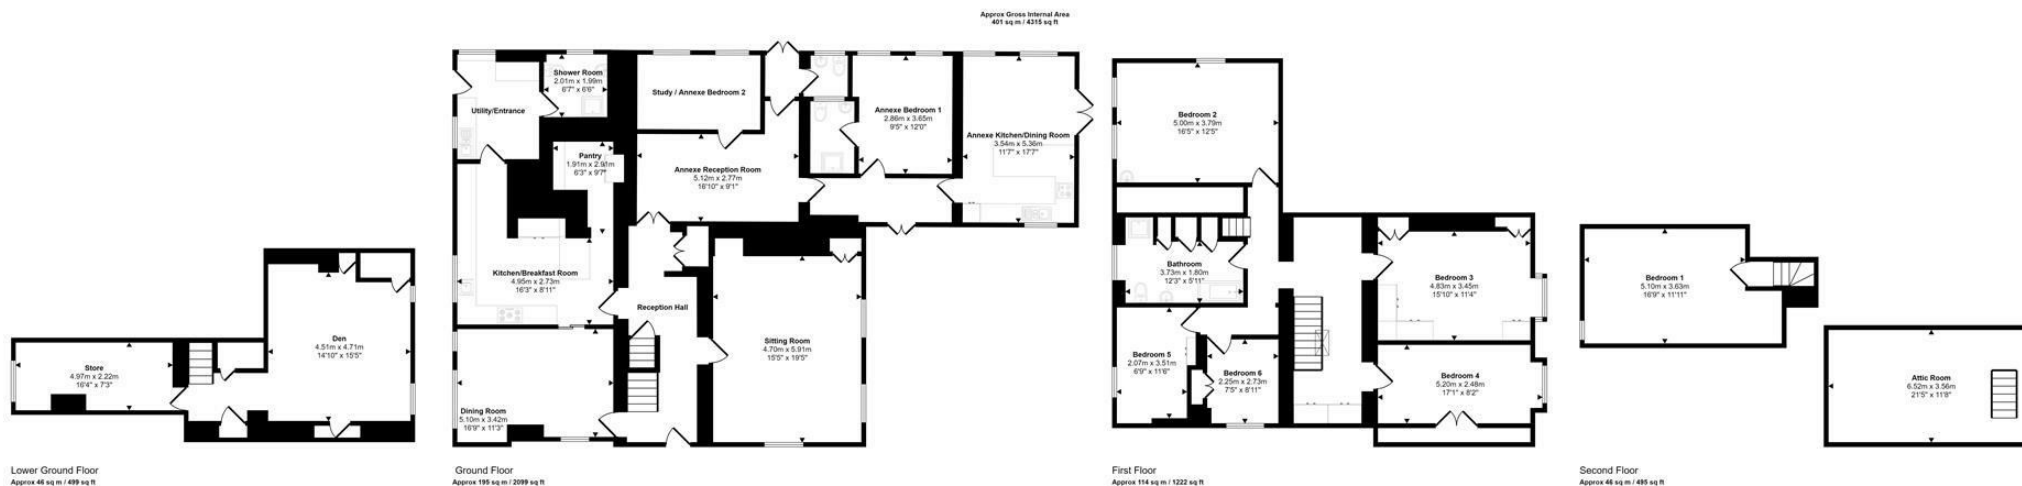 Approx Gross Internal Area
401 sq m / 4315 sq ft
Den
4.51m x 4.71m
14'10" x 15'5"
Store
4.97m x 2.22m
16'4" x 7'3"
Lower Ground Floor
Approx 46 sq m / 499 sq ft
Shower Room
2.01m x 1.99m
6'7" x 6'6"
Utility/Entrance
Study / Annexe Bedroom 2
Annexe Bedroom 1
2.86m x 3.65m
9'5" x 12'0"
Annexe Kitchen/Dining Room
3.54m x 5.36m
11'7" x 17'7"
Pantry
1.91m x 2.91m
6'3" x 9'7"
Annexe Reception Room
5.12m x 2.77m
16'10" x 9'1"
Kitchen/Breakfast Room
4.95m x 2.73m
16'3" x 8'11"
Reception Hall
Sitting Room
4.70m x 5.91m
15'5" x 19'5"
Dining Room
5.10m x 3.42m
16'9" x 11'3"
Ground Floor
Approx 195 sq m / 2099 sq ft
Bedroom 2
5.00m x 3.79m
16'5" x 12'5"
Bathroom
3.73m x 1.80m
12'3" x 5'11"
Bedroom 3
4.83m x 3.45m
15'10" x 11'4"
Bedroom 5
2.07m x 3.51m
6'9" x 11'6"
Bedroom 6
2.25m x 2.73m
7'5" x 8'11"
Bedroom 4
5.20m x 2.48m
17'1" x 8'2"
First Floor
Approx 114 sq m / 1222 sq ft
Bedroom 1
5.10m x 3.63m
16'9" x 11'11"
Attic Room
6.52m x 3.56m
21'5" x 11'8"
Second Floor
Approx 46 sq m / 495 sq ft